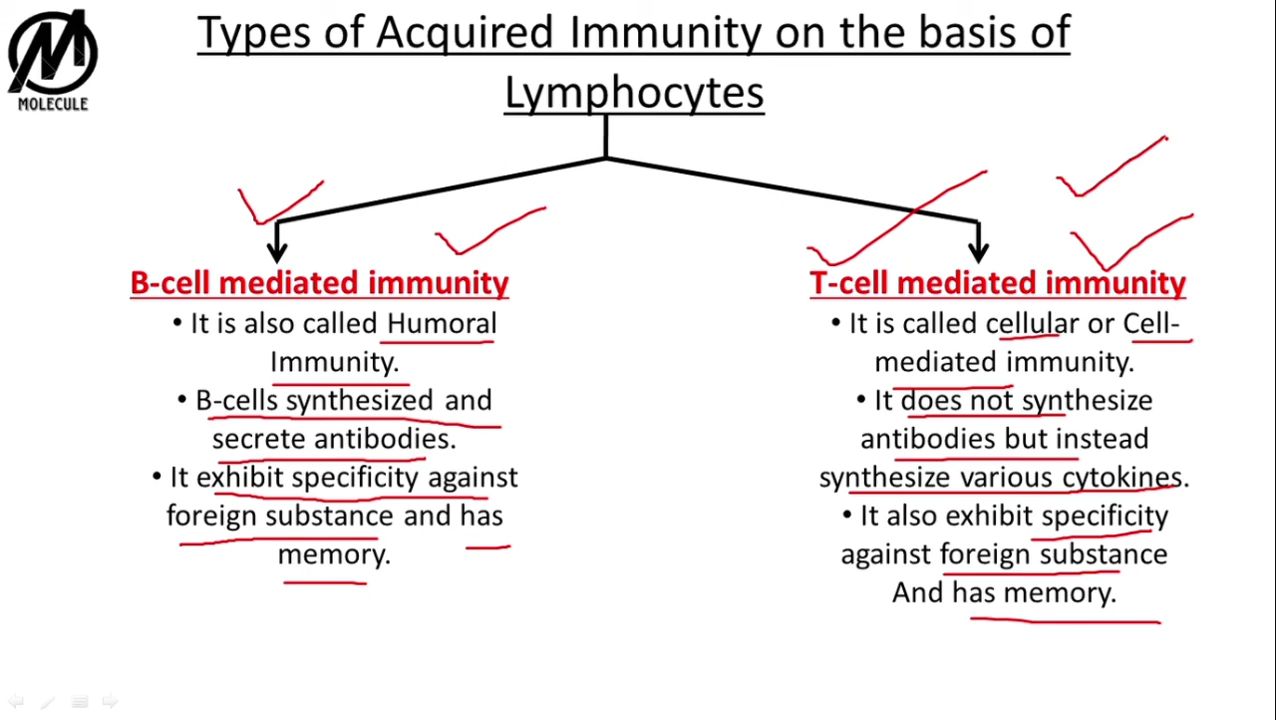 MOLECULE
Types of Acquired Immunity on the basis of
Lymphocytes
B-cell mediated immunity
• It is also called Humoral
Immunity.
• B-cells synthesized and
secrete antibodies.
• It exhibit specificity against
foreign substance and has
memory.
T-cell mediated immunity
• It is called cellular or Cell-
mediated immunity.
• It does not synthesize
antibodies but instead
synthesize various cytokines.
• It also exhibit specificity
against foreign substance
And has memory.